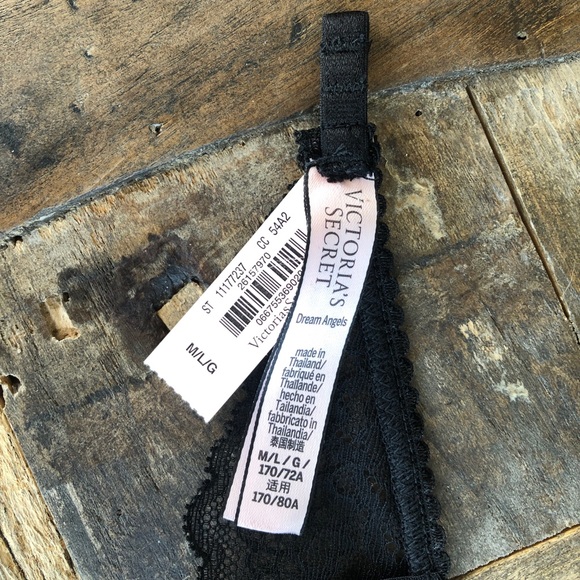 ST 11177237 CC 54A2
26157970
M/L/G
VICTORIA'S
SECRET
Dream Angels
made in
Thailand/
fabriqué en
Thaïlande/
hecho en
Tailandia/
fabbricato in
Thailandia/
泰国制造
M/L/G/
170/72A
适用
170/80A